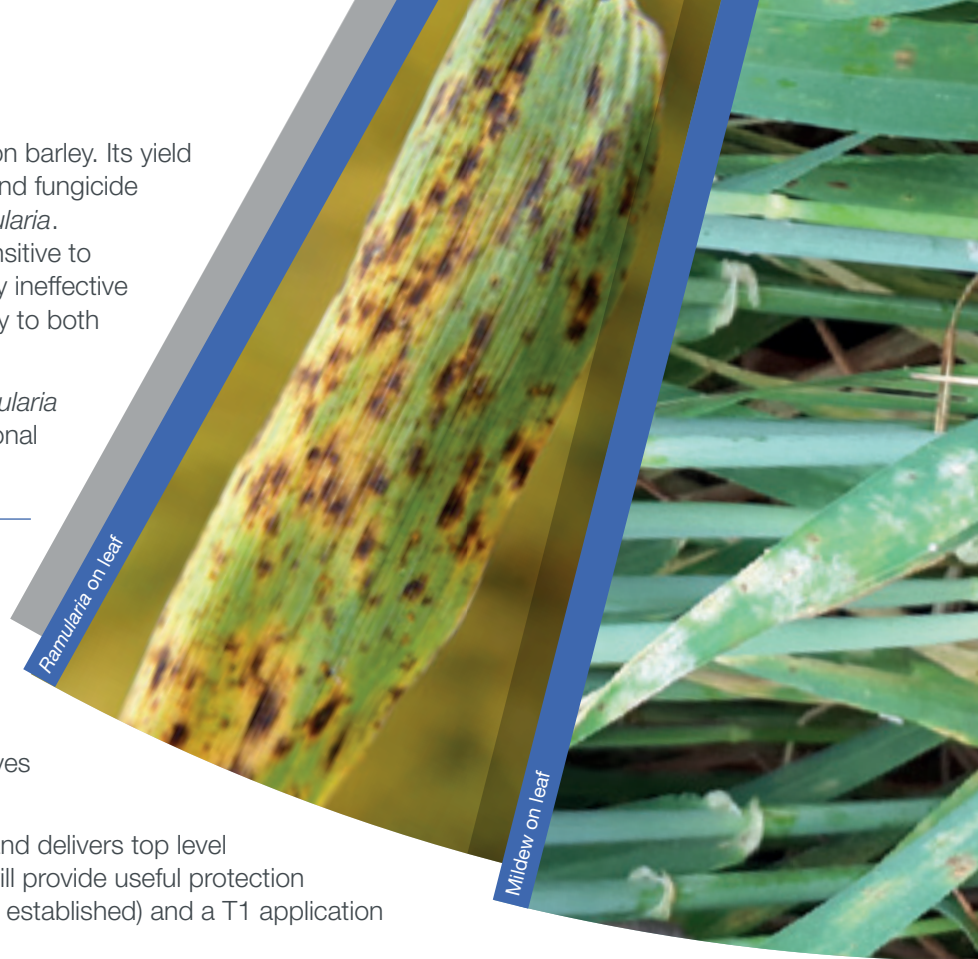 on barley. Its yield
nd fungicide
ularia.
nsitive to
y ineffective
y to both
ularia
onal
Ramularia on leaf
ves
nd delivers top level
ill provide useful protection
established) and a T1 application
Mildew on leaf